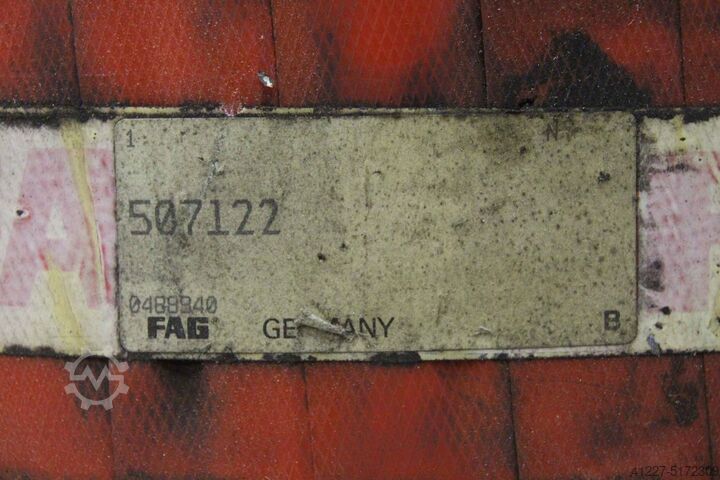 1 N
507122
0488940
FAG GERMANY B
A F
A1227-5172309